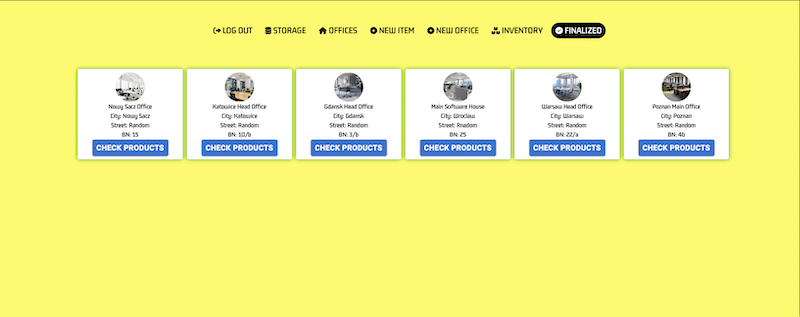 LOG OUT STORAGE OFFICES NEW ITEM NEW OFFICE INVENTORY FINALIZED
Nowy Sacz Office
City: Nowy Sacz
Street: Random
BN: 15
CHECK PRODUCTS
Katowice Head Office
City: Katowice
Street: Random
BN: 10/b
CHECK PRODUCTS
Gdansk Head Office
City: Gdansk
Street: Random
BN: 3/b
CHECK PRODUCTS
Main Software House
City: Wroclaw
Street: Rnadom
BN: 25
CHECK PRODUCTS
Warsaw Head Office
City: Warsaw
Street: Random
BN: 22/a
CHECK PRODUCTS
Poznan Main Office
City: Poznan
Street: Random
BN: 4b
CHECK PRODUCTS